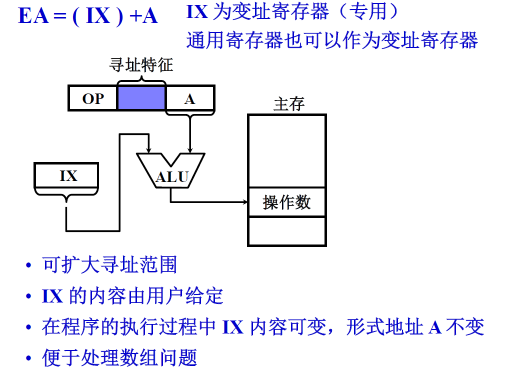 EA = ( IX ) +A
IX 为变址寄存器（专用）
通用寄存器也可以作为变址寄存器
寻址特征
OP
A
主存
IX
ALU
操作数
• 可扩大寻址范围
• IX 的内容由用户给定
• 在程序的执行过程中 IX 内容可变，形式地址 A 不变
• 便于处理数组问题